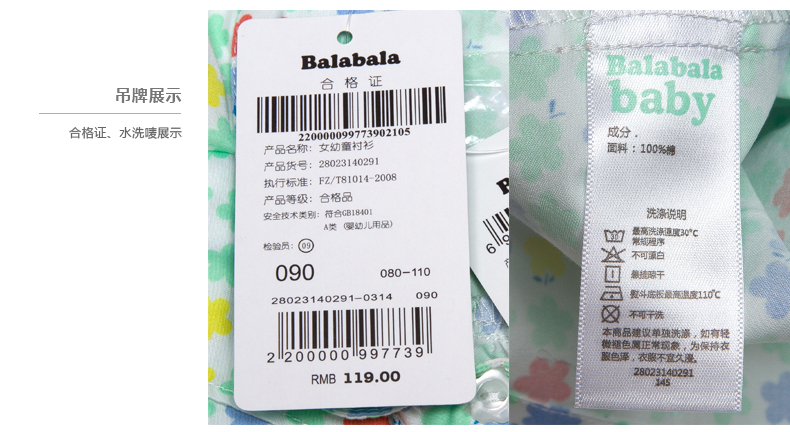 吊牌展示
合格证、水洗唛展示
Balabala
合格证
220000099773902105
产品名称: 女幼童衬衫
产品货号: 28023140291
执行标准: FZ/T81014-2008
产品等级: 合格品
安全技术类别: 符合GB18401
A类 (婴幼儿用品)
检验员: 09
090 080-110
28023140291-0314 090
2 200000 997739
RMB 119.00
Balabala
baby
成分.
面料: 100%棉
洗涤说明
最高洗涤温度30°C
常规程序
不可漂白
悬挂晾干
熨斗底板最高温度110℃
不可干洗
本商品建议单独洗涤, 如有轻
微褪色属正常现象, 为保持衣
服色泽, 衣服不宜久浸。
28023140291
14S